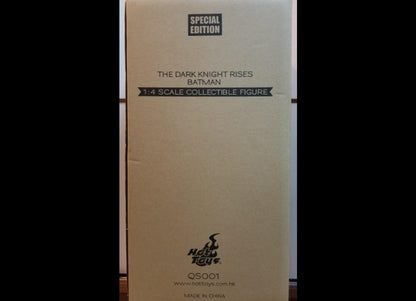 SPECIAL
EDITION
THE DARK KNIGHT RISES
BATMAN
1:4 SCALE COLLECTIBLE FIGURE
Hot
Toys
QS001
www.hottoys.com.hk
MADE IN CHINA